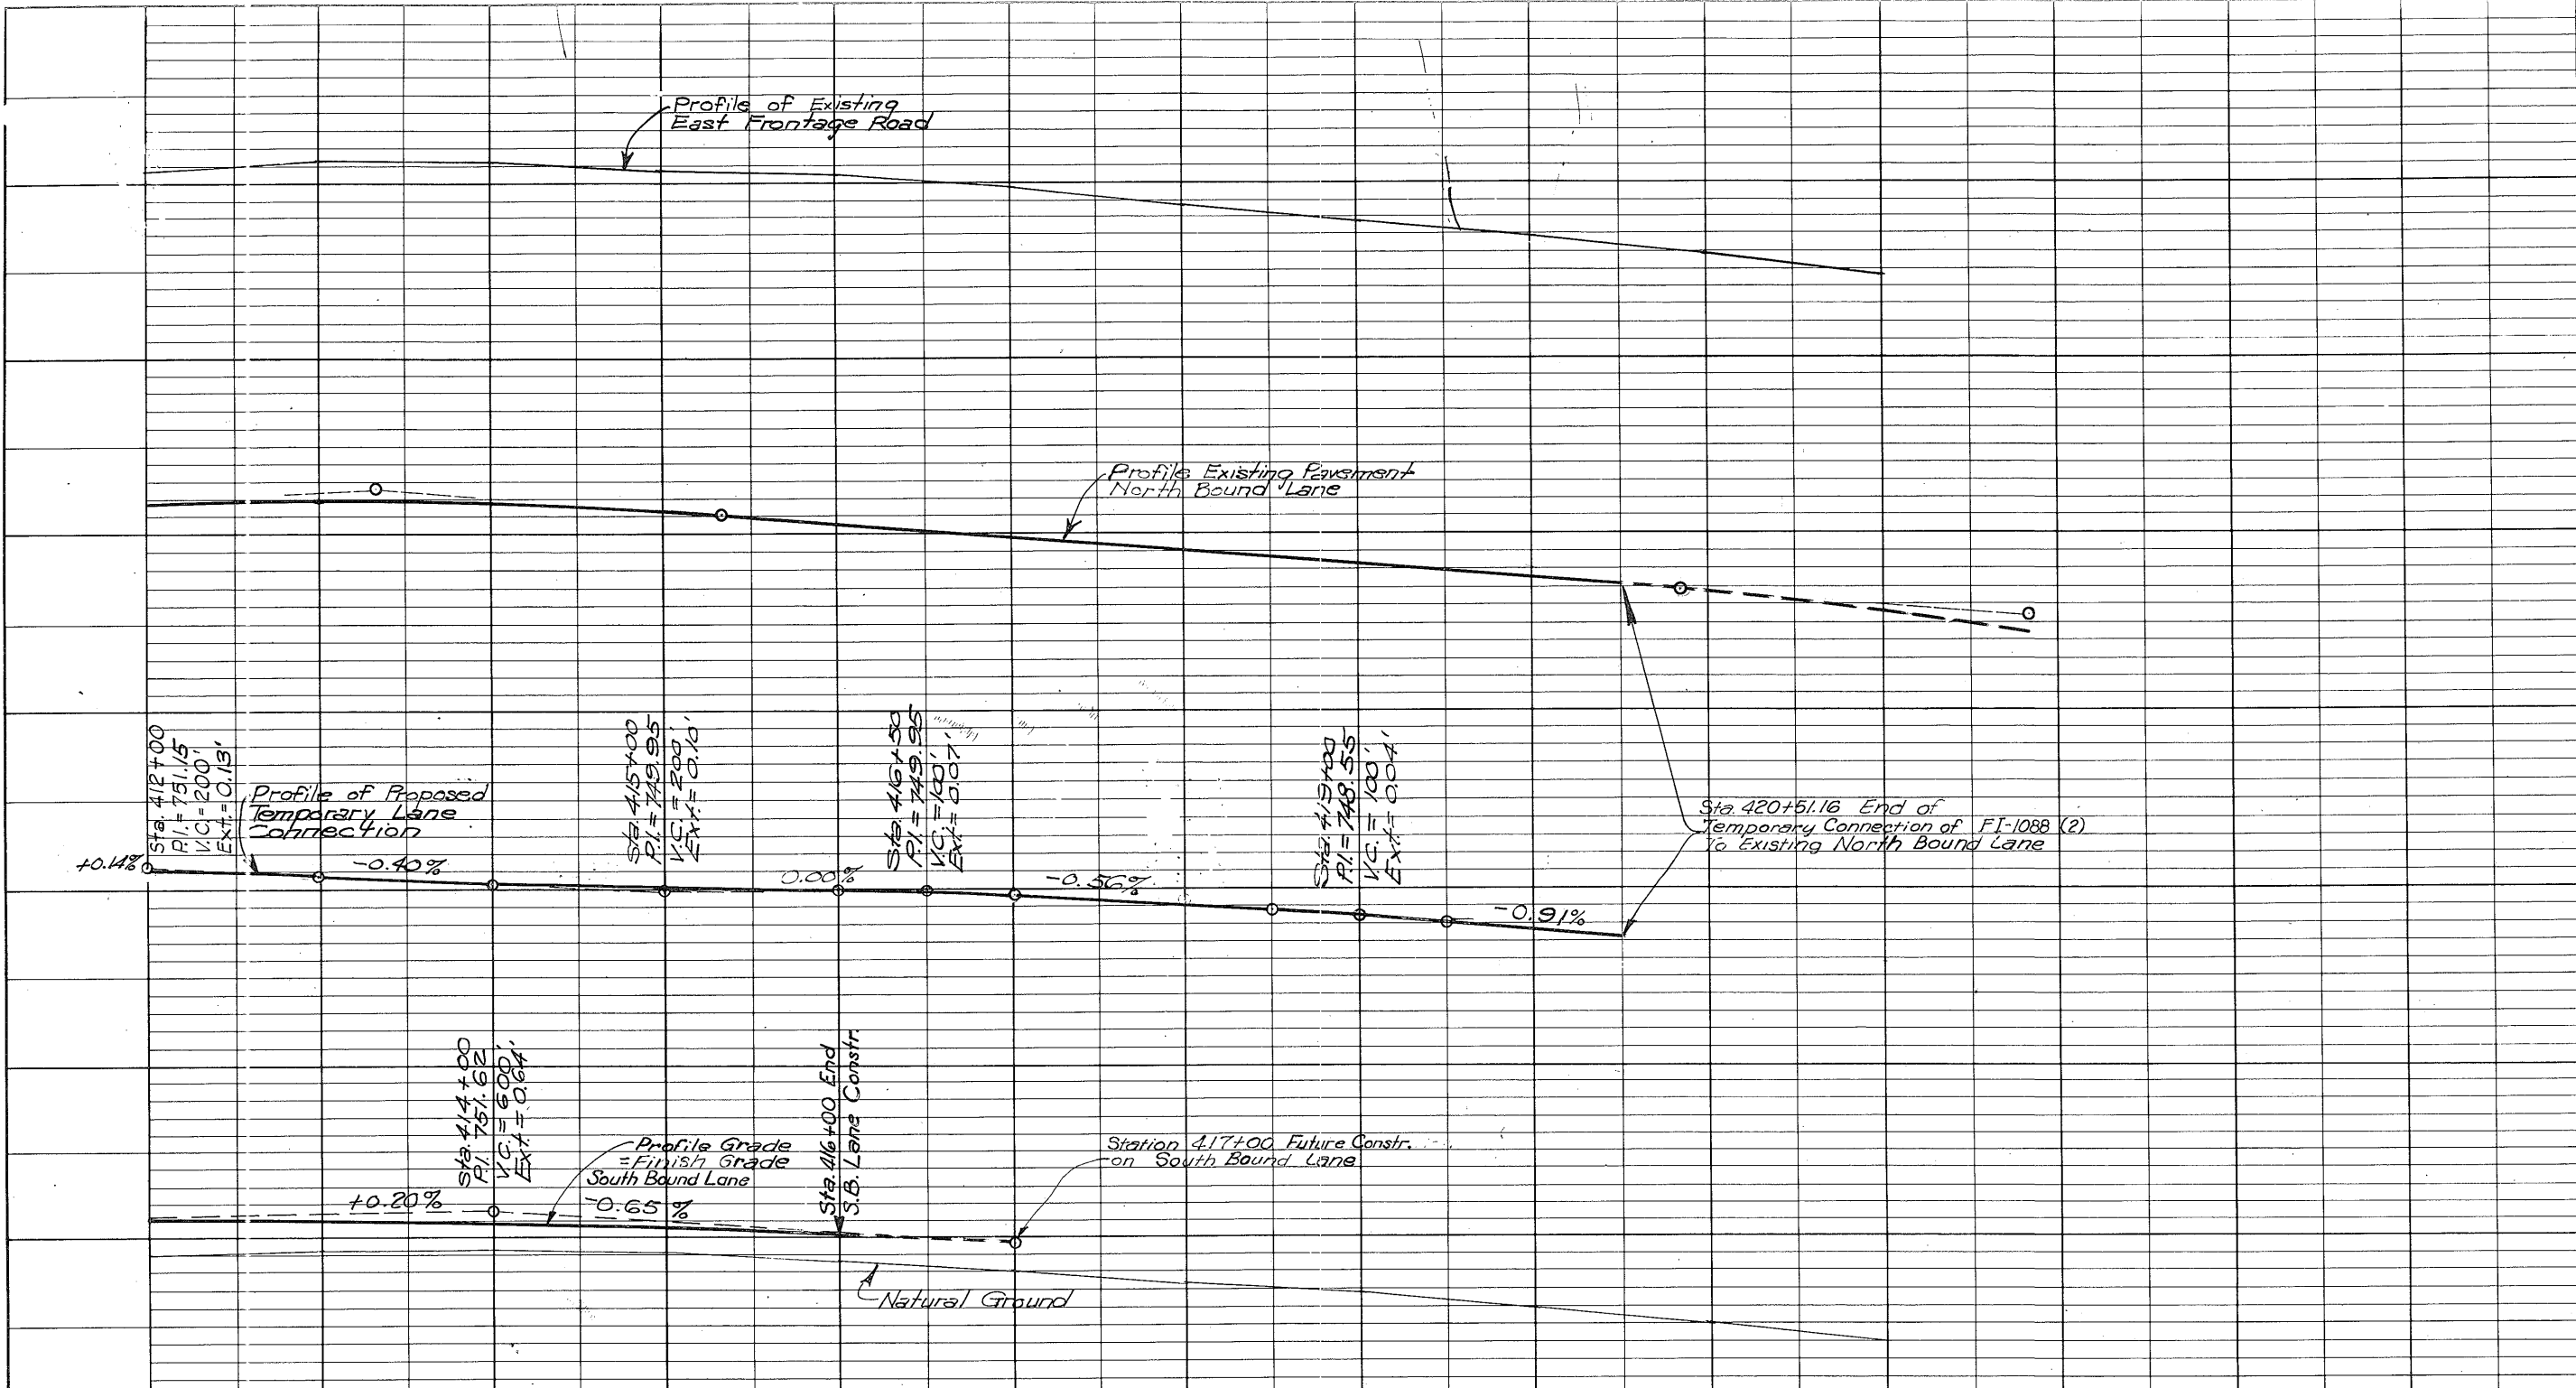 Profile of Existing
East Frontage Road
Profile Existing Pavement
North Bound Lane
Sta. 412+00
P.I. = 751.15
V.C. = 200'
Ext. = 0.13'
Profile of Proposed
Temporary Lane
Connection
+0.14%
-0.40%
Sta. 415+00
P.I. = 749.95
V.C. = 200'
Ext. = 0.10'
0.00%
Sta. 416+50
P.I. = 749.95
V.C. = 100'
Ext. = 0.07'
-0.56%
Sta. 419+00
P.I. = 748.55
V.C. = 100'
Ext. = 0.04'
-0.91%
Sta. 420+51.16 End of
Temporary Connection of FI-1088 (2)
To Existing North Bound Lane
Sta. 414+00
P.I. 751.62
V.C. = 600'
Ext. = 0.64'
+0.20%
Profile Grade
=Finish Grade
South Bound Lane
-0.65 %
Sta. 416+00 End
S.B. Lane Constr.
Station 417+00 Future Constr.
on South Bound Lane
Natural Ground